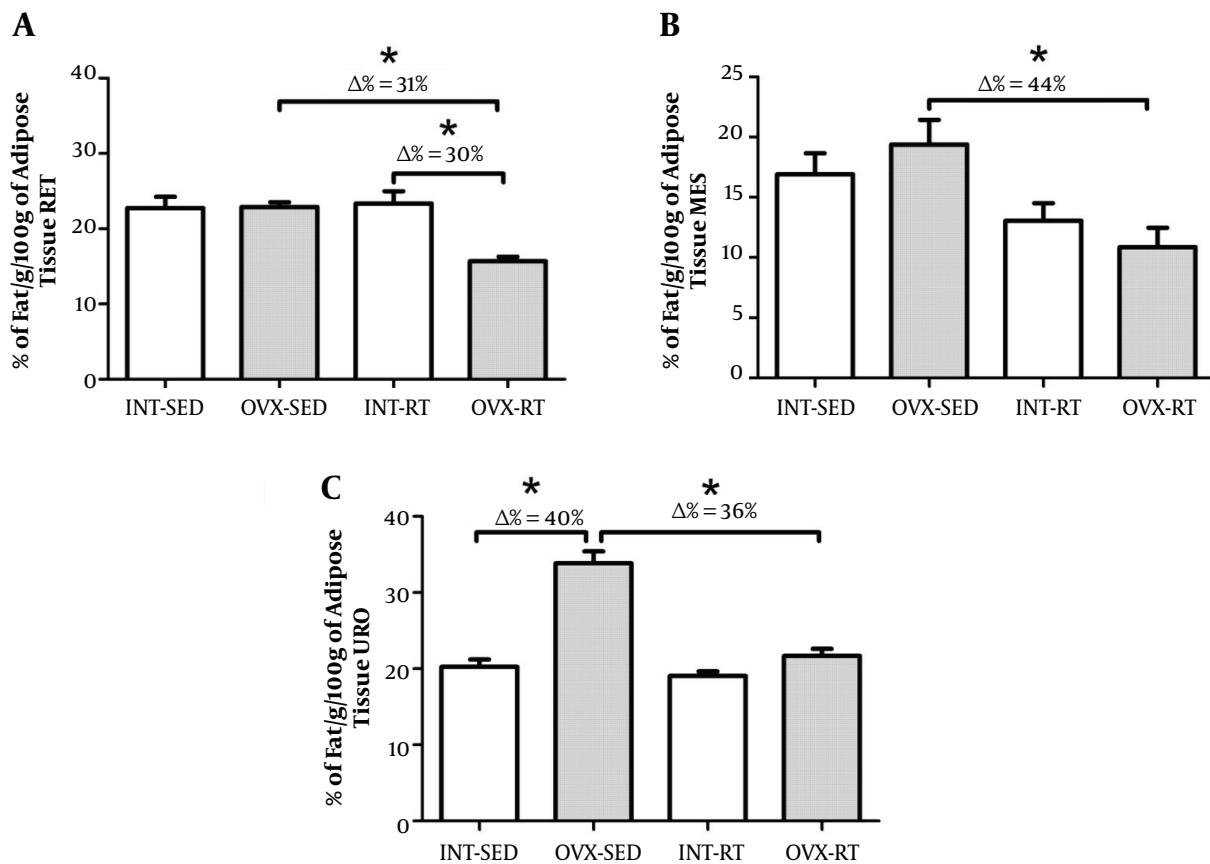 A
% of Fat/g/100g of Adipose
Tissue RET
40
30
20
10
0
*
Δ% = 31%
*
Δ% = 30%
INT-SED
OVX-SED
INT-RT
OVX-RT
B
% of Fat/g/100g of Adipose
Tissue MES
25
20
15
10
5
0
*
Δ% = 44%
INT-SED
OVX-SED
INT-RT
OVX-RT
C
% of Fat/g/100g of Adipose
Tissue URO
40
30
20
10
0
*
Δ% = 40%
*
Δ% = 36%
INT-SED
OVX-SED
INT-RT
OVX-RT